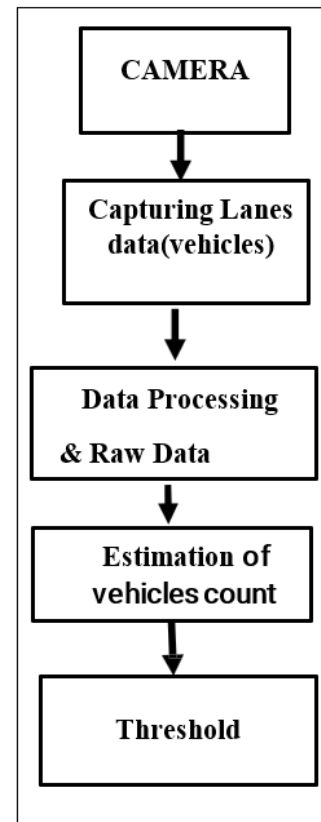 CAMERA
Capturing Lanes
data(vehicles)
Data Processing
& Raw Data
Estimation of
vehicles count
Threshold